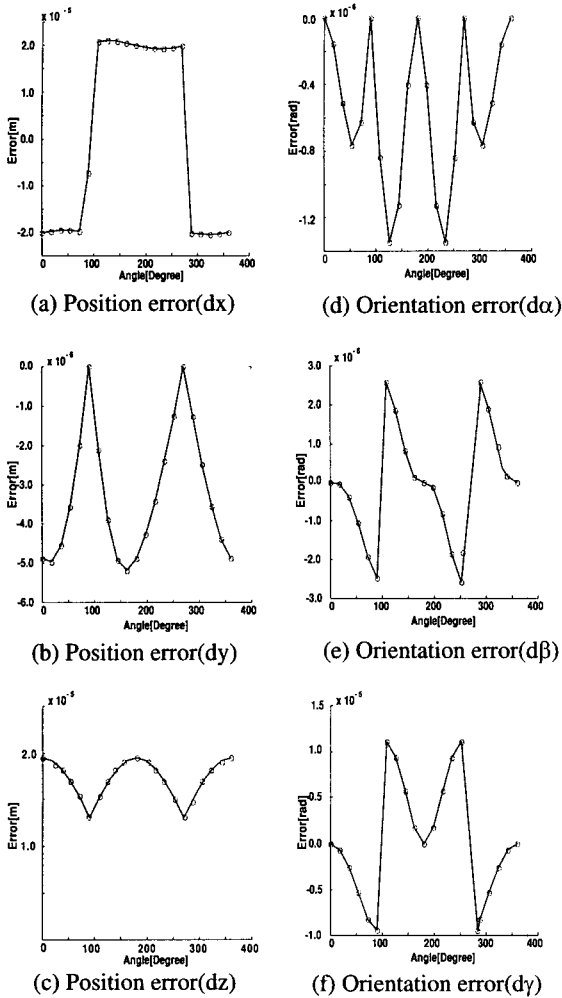 x 10⁻⁵
2.0
1.0
0.0
-1.0
-2.0
Error[m]
0 100 200 300 400
Angle[Degree]
(a) Position error(dx)
x 10⁻⁶
0.0
-0.4
-0.8
-1.2
Error[rad]
0 100 200 300 400
Angle[Degree]
(d) Orientation error(dα)
x 10⁻⁶
0.0
-1.0
-2.0
-3.0
-4.0
-5.0
-6.0
Error[m]
0 100 200 300 400
Angle[Degree]
(b) Position error(dy)
x 10⁻⁶
3.0
2.0
1.0
0.0
-1.0
-2.0
-3.0
Error[rad]
0 100 200 300 400
Angle[Degree]
(e) Orientation error(dβ)
x 10⁻⁵
2.0
1.0
Error[m]
0 100 200 300 400
Angle[Degree]
(c) Position error(dz)
x 10⁻⁵
1.5
1.0
0.5
0.0
-0.5
-1.0
Error[rad]
0 100 200 300 400
Angle[Degree]
(f) Orientation error(dγ)